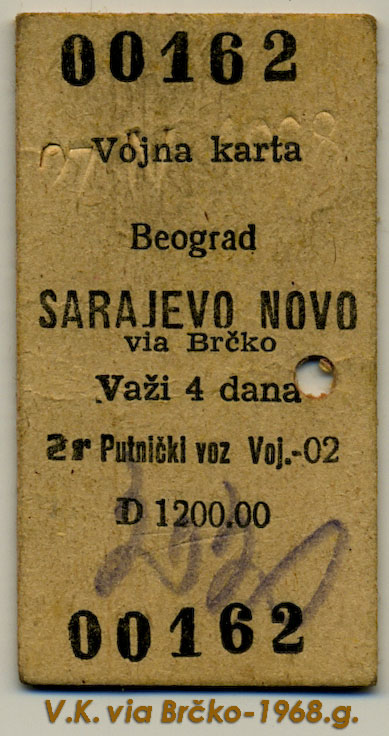 00162
Vojna karta
Beograd
SARAJEVO NOVO
via Brčko
Važi 4 dana
2r Putnički voz Voj.-02
D 1200.00
00162
V.K. via Brčko-1968.g.